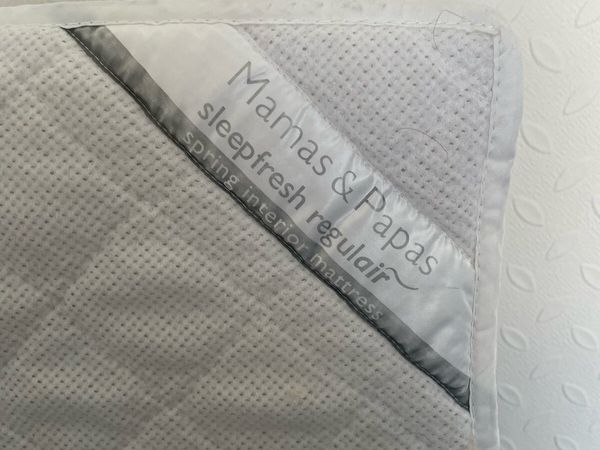 Mamas & Papas
sleepfresh regulair
spring interior mattress